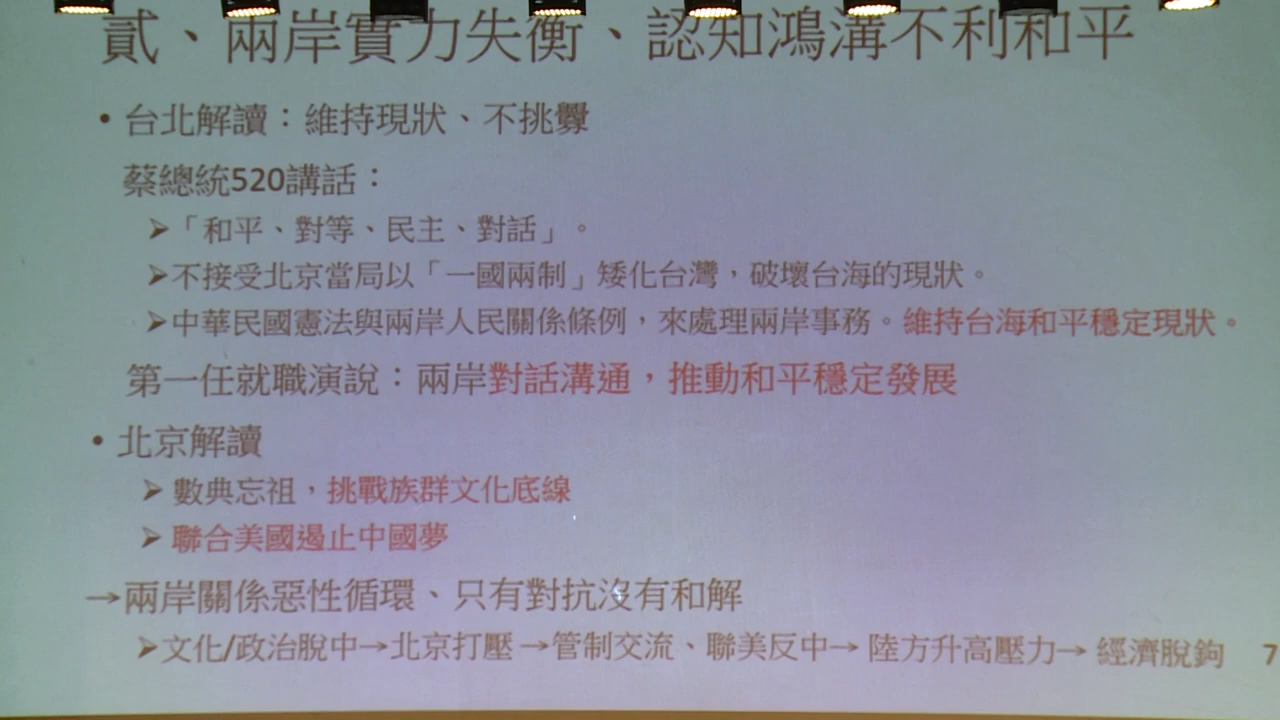 貳、兩岸實力失衡、認知鴻溝不利和平
• 台北解讀：維持現狀、不挑釁
蔡總統520講話：
➢「和平、對等、民主、對話」。
➢不接受北京當局以「一國兩制」矮化台灣，破壞台海的現狀。
➢中華民國憲法與兩岸人民關係條例，來處理兩岸事務。維持台海和平穩定現狀。
第一任就職演說：兩岸對話溝通，推動和平穩定發展
• 北京解讀
➢ 數典忘祖，挑戰族群文化底線
➢ 聯合美國遏止中國夢
→兩岸關係惡性循環、只有對抗沒有和解
➢文化/政治脫中→北京打壓→管制交流、聯美反中→ 陸方升高壓力→ 經濟脫鉤
7